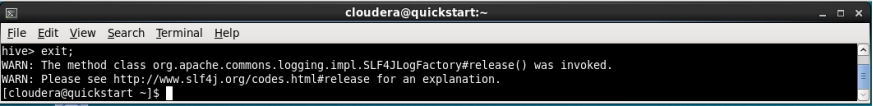 cloudera@quickstart:~
File Edit View Search Terminal Help
hive> exit;
WARN: The method class org.apache.commons.logging.impl.SLF4JLogFactory#release() was invoked.
WARN: Please see http://www.slf4j.org/codes.html#release for an explanation.
[cloudera@quickstart ~]$